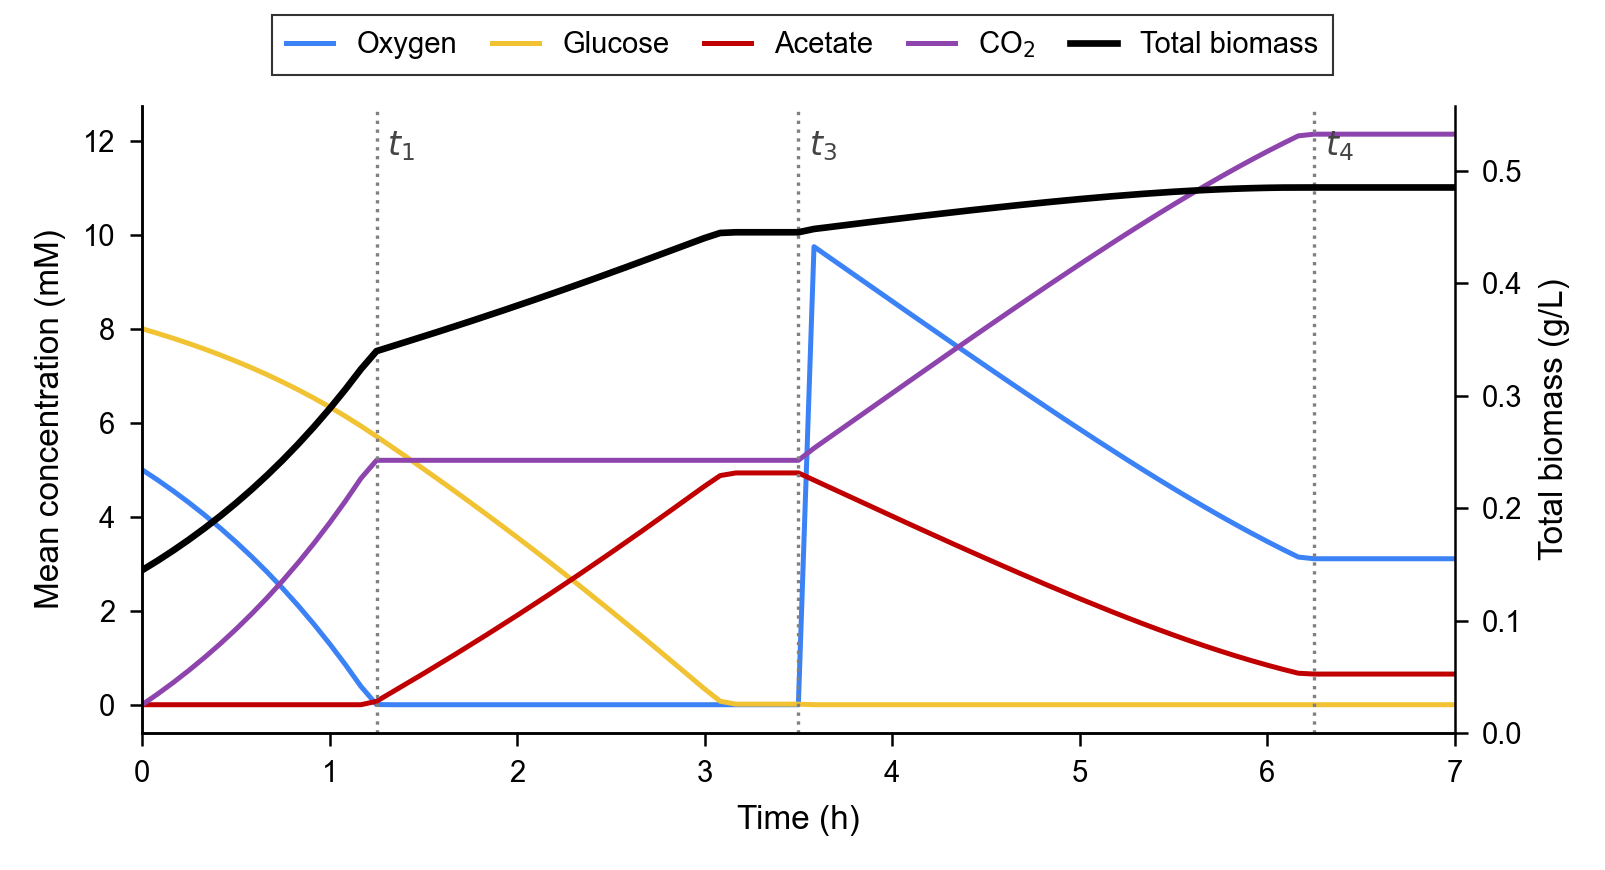 Oxygen Glucose Acetate CO₂ Total biomass
t₁ t₃ t₄
Mean concentration (mM)
12
10
8
6
4
2
0
0.5
0.4
0.3
0.2
0.1
0.0
Total biomass (g/L)
0 1 2 3 4 5 6 7
Time (h)